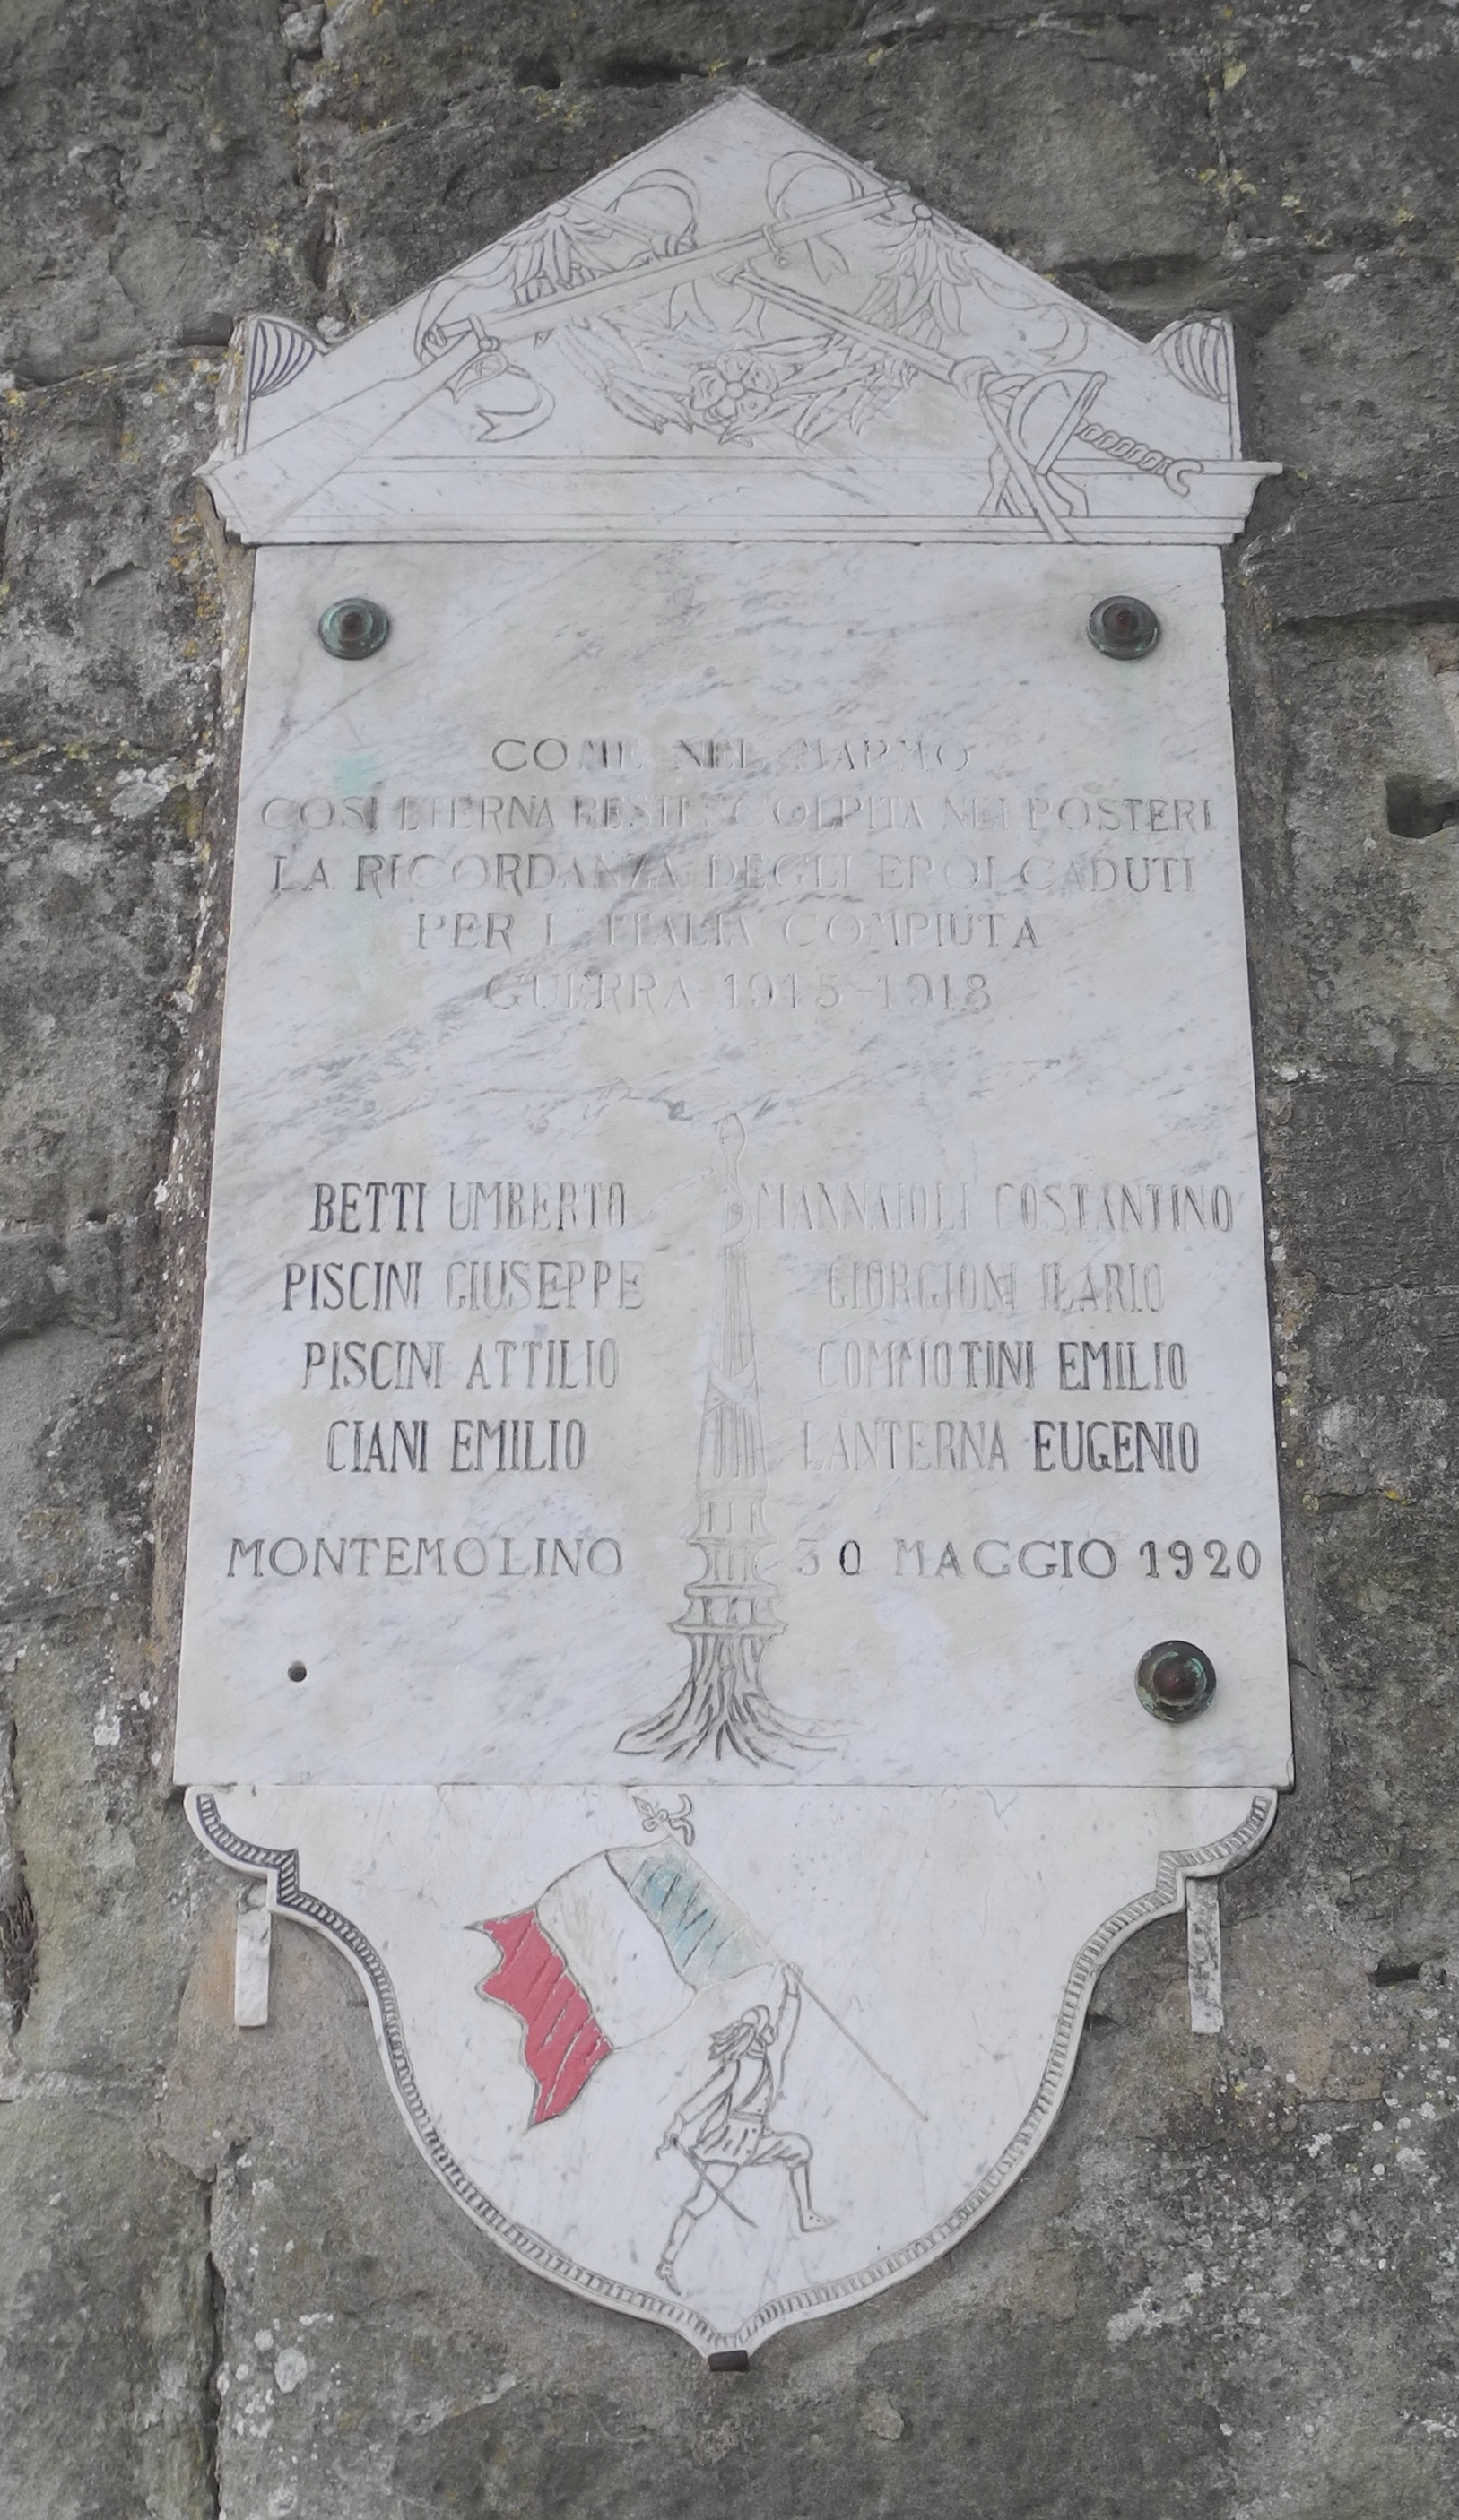 COME NEL MARMO
COSÌ ETERNA RESTI SCOLPITA NEI POSTERI
LA RICORDANZA DEGLI EROI CADUTI
PER L'ITALIA COMPIUTA
GUERRA 1915-1918
BETTI UMBERTO
PISCINI GIUSEPPE
PISCINI ATTILIO
CIANI EMILIO
MANNAIOLI COSTANTINO
GIORGIONI ILARIO
COMMOTINI EMILIO
LANTERNA EUGENIO
MONTEMOLINO 30 MAGGIO 1920